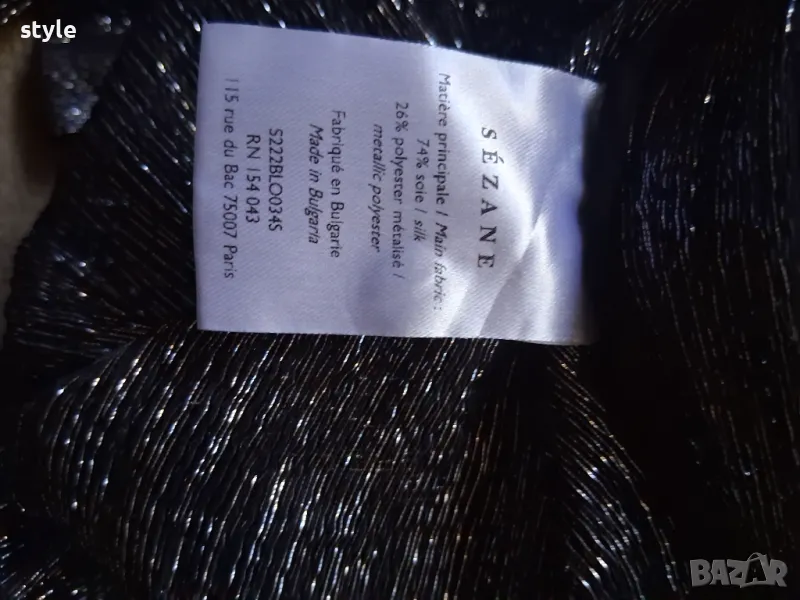 style
SÉZANE
Matière principale / Main fabric :
74% soie / silk
26% polyester métalisé /
metallic polyester
Fabriqué en Bulgarie
Made in Bulgaria
S222BLO034S
RN 154 043
115 rue du Bac 75007 Paris
BAZAR